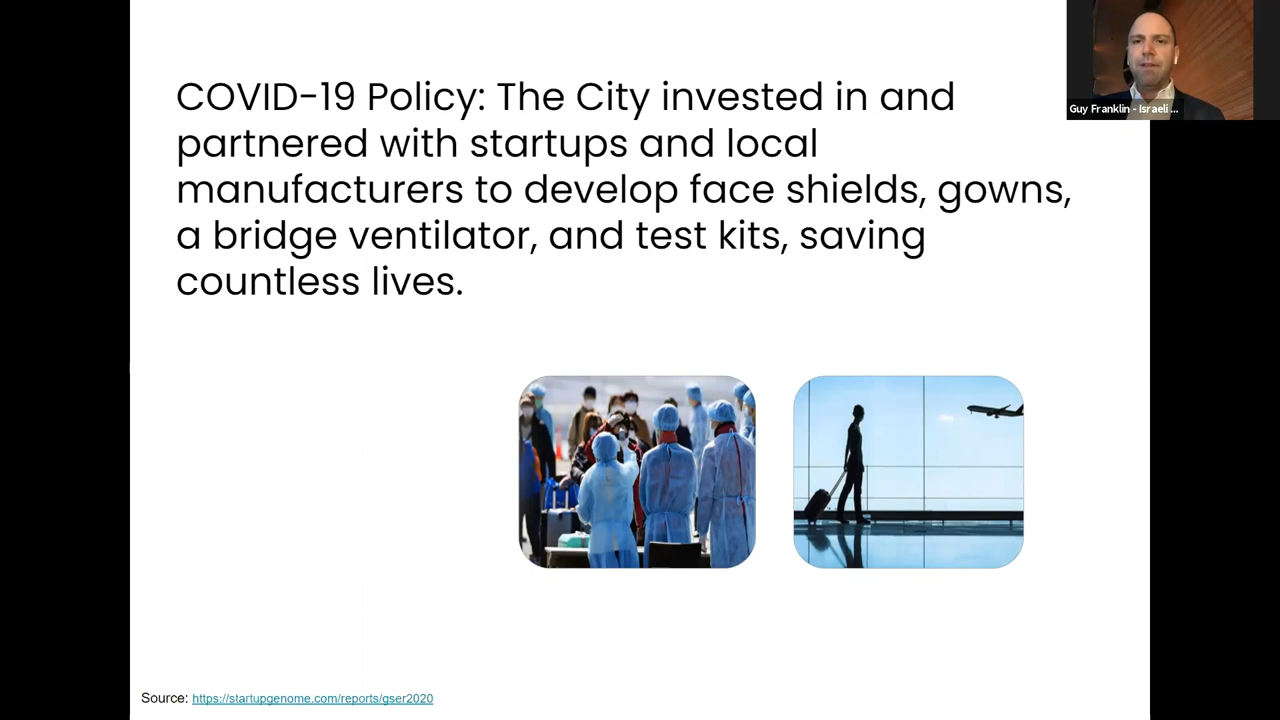 COVID-19 Policy: The City invested in and
partnered with startups and local
manufacturers to develop face shields, gowns,
a bridge ventilator, and test kits, saving
countless lives.
Guy Franklin - Israeli ...
Source: https://startupgenome.com/reports/gser2020